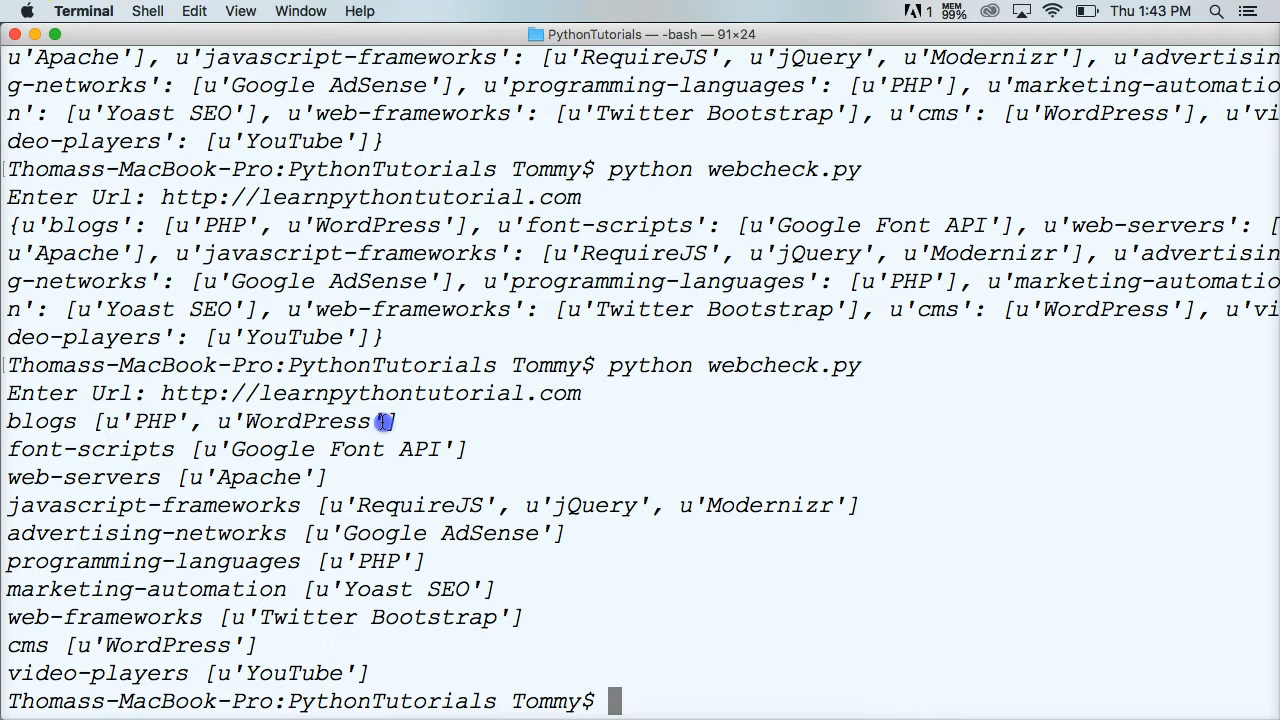 Terminal Shell Edit View Window Help 1 MEM 99% Thu 1:43 PM
PythonTutorials — -bash — 91×24
u'Apache'], u'javascript-frameworks': [u'RequireJS', u'jQuery', u'Modernizr'], u'advertisin
g-networks': [u'Google AdSense'], u'programming-languages': [u'PHP'], u'marketing-automatio
n': [u'Yoast SEO'], u'web-frameworks': [u'Twitter Bootstrap'], u'cms': [u'WordPress'], u'vi
deo-players': [u'YouTube']}
Thomass-MacBook-Pro:PythonTutorials Tommy$ python webcheck.py
Enter Url: http://learnpythontutorial.com
{u'blogs': [u'PHP', u'WordPress'], u'font-scripts': [u'Google Font API'], u'web-servers': [
u'Apache'], u'javascript-frameworks': [u'RequireJS', u'jQuery', u'Modernizr'], u'advertisin
g-networks': [u'Google AdSense'], u'programming-languages': [u'PHP'], u'marketing-automatio
n': [u'Yoast SEO'], u'web-frameworks': [u'Twitter Bootstrap'], u'cms': [u'WordPress'], u'vi
deo-players': [u'YouTube']}
Thomass-MacBook-Pro:PythonTutorials Tommy$ python webcheck.py
Enter Url: http://learnpythontutorial.com
blogs [u'PHP', u'WordPress']
font-scripts [u'Google Font API']
web-servers [u'Apache']
javascript-frameworks [u'RequireJS', u'jQuery', u'Modernizr']
advertising-networks [u'Google AdSense']
programming-languages [u'PHP']
marketing-automation [u'Yoast SEO']
web-frameworks [u'Twitter Bootstrap']
cms [u'WordPress']
video-players [u'YouTube']
Thomass-MacBook-Pro:PythonTutorials Tommy$